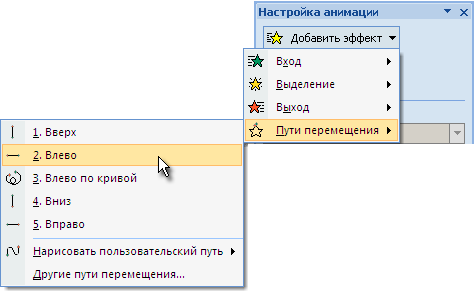 Настройка анимации
Добавить эффект
Вход
Выделение
Выход
Пути перемещения
1. Вверх
2. Влево
3. Влево по кривой
4. Вниз
5. Вправо
Нарисовать пользовательский путь
Другие пути перемещения...